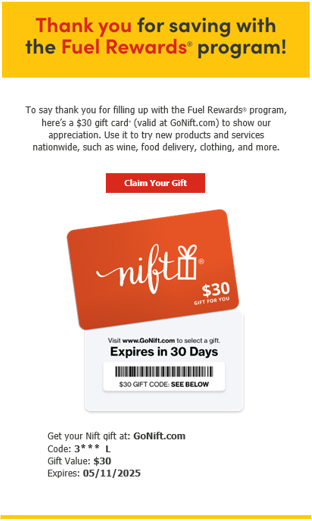 Thank you for saving with
the Fuel Rewards® program!
To say thank you for filling up with the Fuel Rewards® program,
here's a $30 gift card* (valid at GoNift.com) to show our
appreciation. Use it to try new products and services
nationwide, such as wine, food delivery, clothing, and more.
Claim Your Gift
nift®
$30
GIFT FOR YOU
Visit www.GoNift.com to select a gift.
Expires in 30 Days
$30 GIFT CODE: SEE BELOW
Get your Nift gift at: GoNift.com
Code: 3*** L
Gift Value: $30
Expires: 05/11/2025